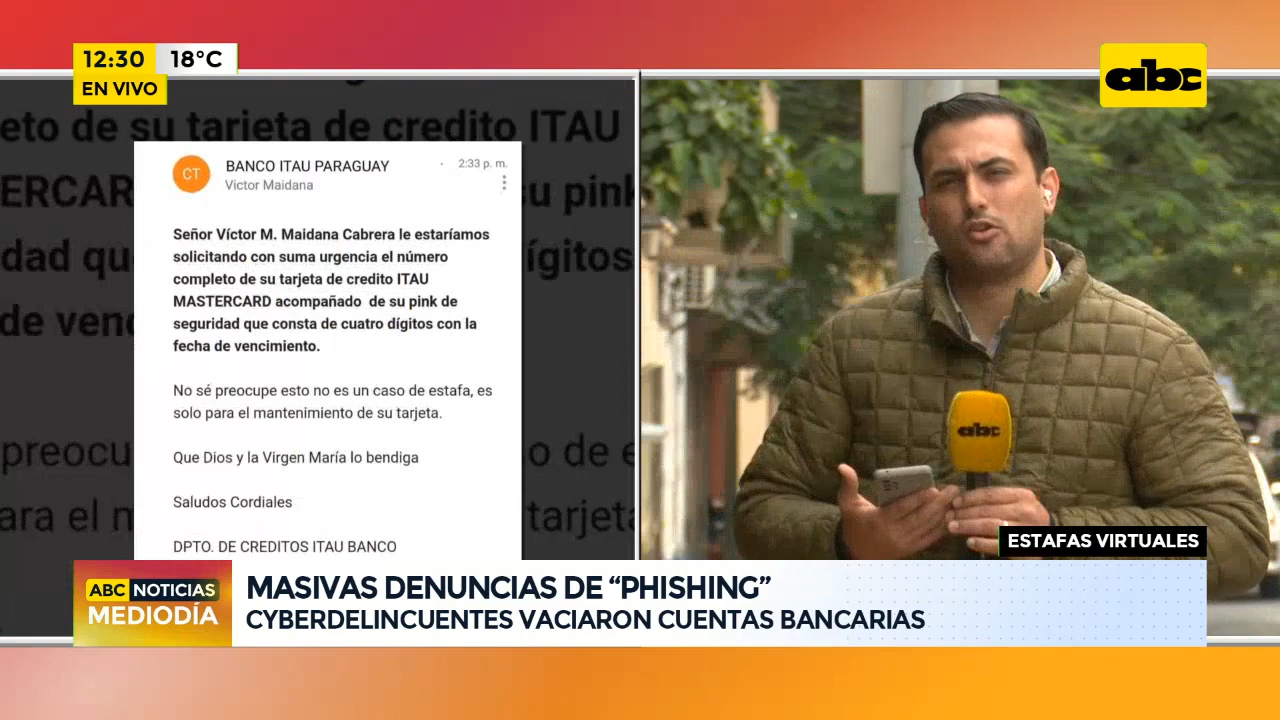 12:30 18°C
EN VIVO
abc
eto de su tarjeta de credito ITAU
BANCO ITAU PARAGUAY
2:33 p. m.
CT
Victor Maidana
ERCAR
su pink
Señor Víctor M. Maidana Cabrera le estaríamos
solicitando con suma urgencia el número
completo de su tarjeta de credito ITAU
MASTERCARD acompañado de su pink de
seguridad que consta de cuatro dígitos con la
fecha de vencimiento.
dad qu
ígitos
de venc
No sé preocupe esto no es un caso de estafa, es
solo para el mantenimiento de su tarjeta.
Que Dios y la Virgen María lo bendiga
preocu
so de e
Saludos Cordiales
ara el m
tarjeta
DPTO. DE CREDITOS ITAU BANCO
abc
ESTAFAS VIRTUALES
ABC NOTICIAS
MEDIODÍA
MASIVAS DENUNCIAS DE “PHISHING”
CYBERDELINCUENTES VACIARON CUENTAS BANCARIAS